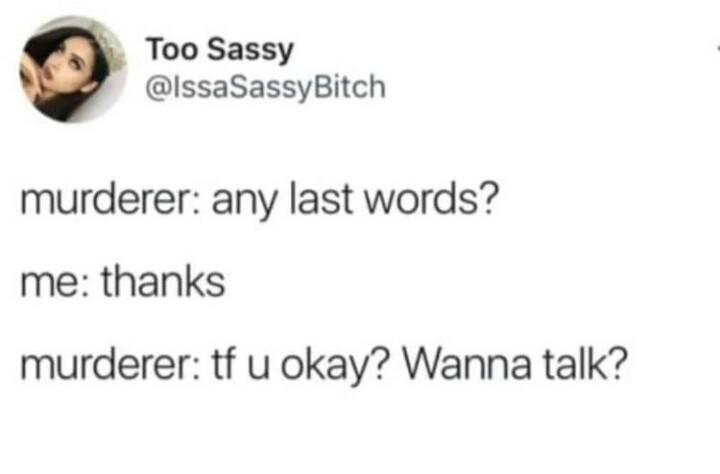 Too Sassy
@IssaSassyBitch
murderer: any last words?
me: thanks
murderer: tf u okay? Wanna talk?